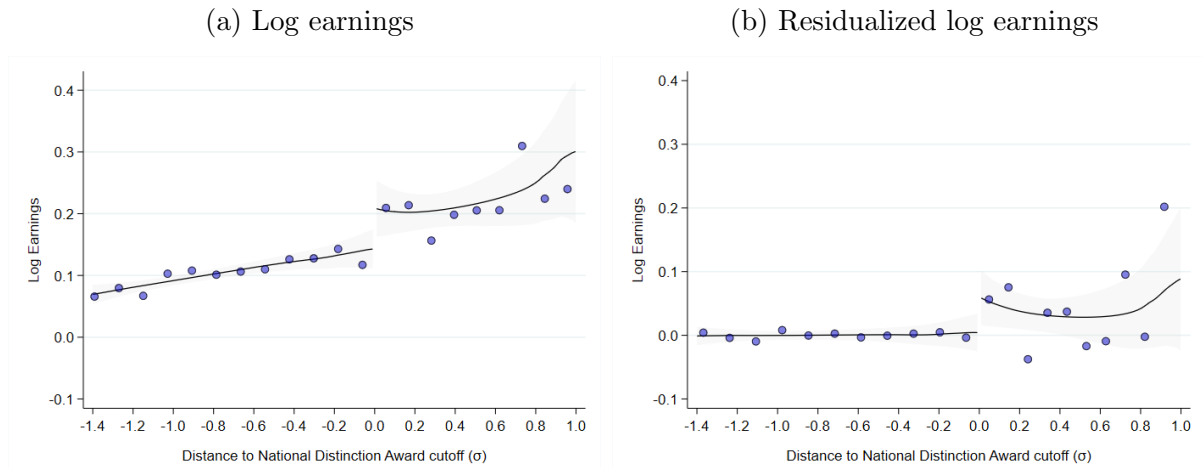 (a) Log earnings
(b) Residualized log earnings
Log Earnings
0.4
0.3
0.2
0.1
0.0
-0.1
-1.4 -1.2 -1.0 -0.8 -0.6 -0.4 -0.2 0.0 0.2 0.4 0.6 0.8 1.0
Distance to National Distinction Award cutoff (σ)
Log Earnings
0.4
0.3
0.2
0.1
0.0
-0.1
-1.4 -1.2 -1.0 -0.8 -0.6 -0.4 -0.2 0.0 0.2 0.4 0.6 0.8 1.0
Distance to National Distinction Award cutoff (σ)